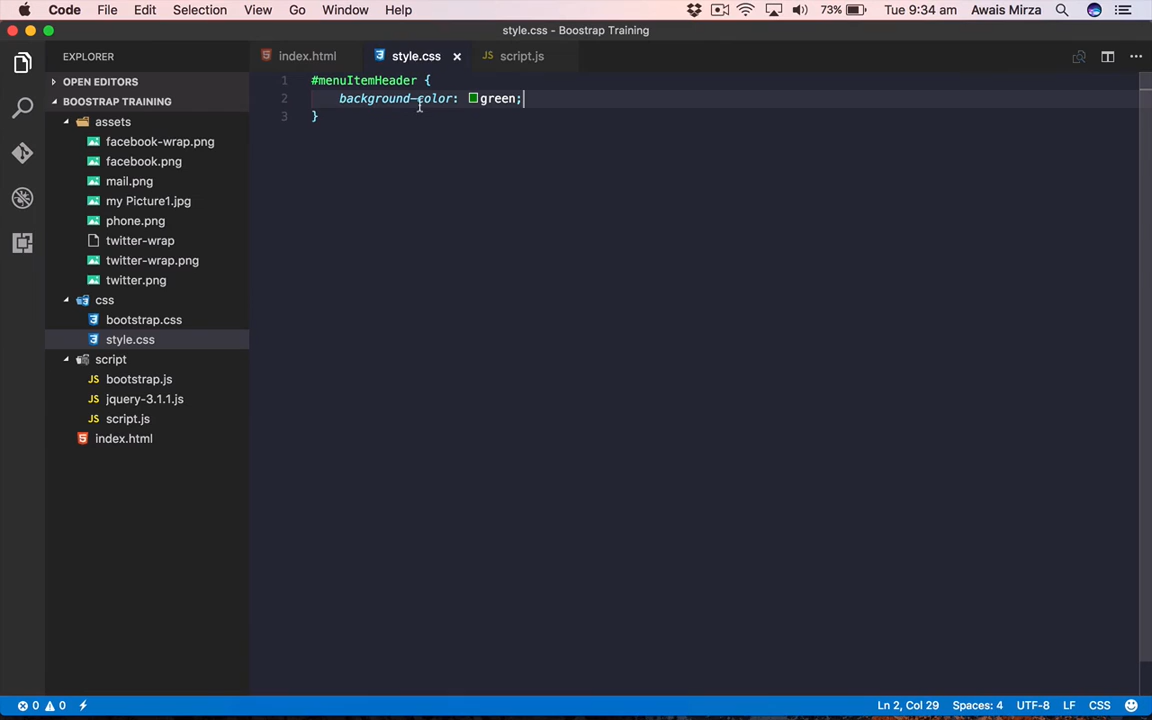 Code File Edit Selection View Go Window Help 73% Tue 9:34 am Awais Mirza
style.css - Boostrap Training
EXPLORER
index.html style.css script.js
OPEN EDITORS
BOOSTRAP TRAINING
assets
facebook-wrap.png
facebook.png
mail.png
my Picture1.jpg
phone.png
twitter-wrap
twitter-wrap.png
twitter.png
css
bootstrap.css
style.css
script
JS bootstrap.js
JS jquery-3.1.1.js
JS script.js
index.html
1 #menuItemHeader {
2 background-color: green;
3 }
0 0 Ln 2, Col 29 Spaces: 4 UTF-8 LF CSS